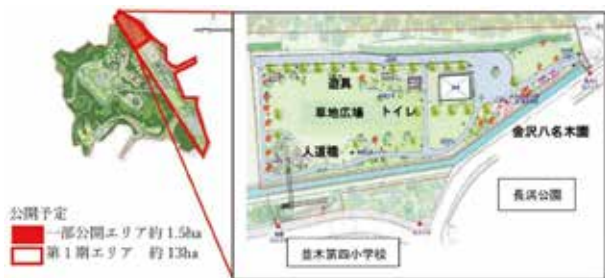 遊具
草地広場
トイレ
人道橋
金沢八名木園
長浜公園
並木第四小学校
公開予定
一部公開エリア約1.5ha
第1期エリア 約13ha